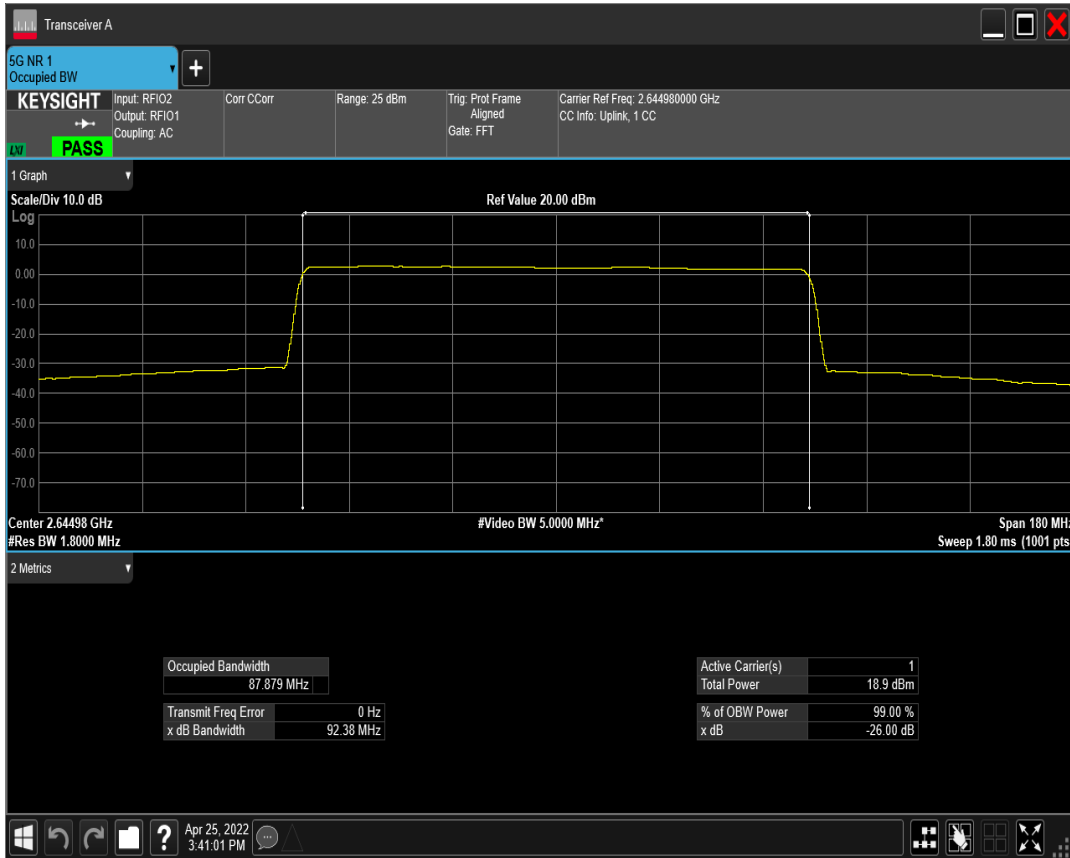 Transceiver A
5G NR 1
Occupied BW
KEYSIGHT
LXI
PASS
Input: RFIO2
Output: RFIO1
Coupling: AC
Corr CCorr
Range: 25 dBm
Trig: Prot Frame
Aligned
Gate: FFT
Carrier Ref Freq: 2.644980000 GHz
CC Info: Uplink, 1 CC
1 Graph
Scale/Div 10.0 dB
Ref Value 20.00 dBm
Log
10.0
0.00
-10.0
-20.0
-30.0
-40.0
-50.0
-60.0
-70.0
Center 2.64498 GHz
#Video BW 5.0000 MHz*
Span 180 MHz
#Res BW 1.8000 MHz
Sweep 1.80 ms (1001 pts
2 Metrics
Occupied Bandwidth
87.879 MHz
Transmit Freq Error 0 Hz
x dB Bandwidth 92.38 MHz
Active Carrier(s) 1
Total Power 18.9 dBm
% of OBW Power 99.00 %
x dB -26.00 dB
?
Apr 25, 2022
3:41:01 PM